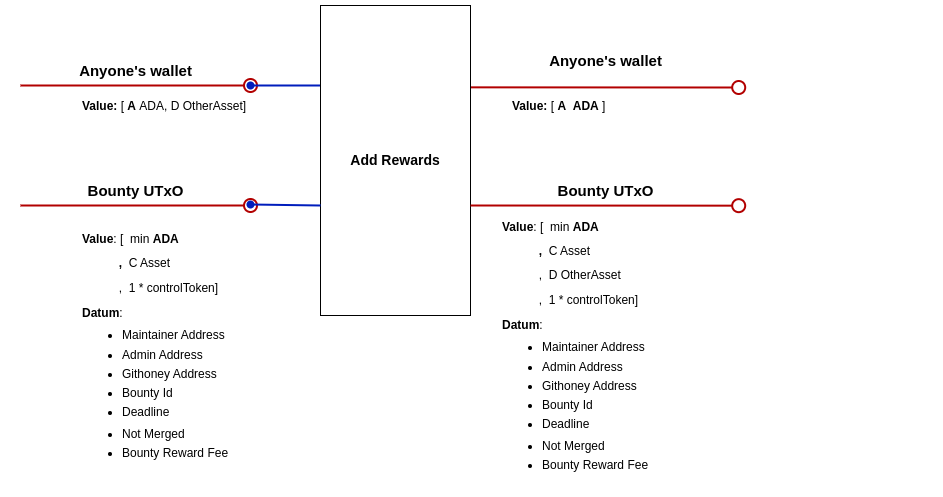 Anyone's wallet
Value: [ A ADA, D OtherAsset]
Bounty UTxO
Value: [ min ADA
, C Asset
, 1 * controlToken]
Datum:
• Maintainer Address
• Admin Address
• Githoney Address
• Bounty Id
• Deadline
• Not Merged
• Bounty Reward Fee
Add Rewards
Anyone's wallet
Value: [ A ADA ]
Bounty UTxO
Value: [ min ADA
, C Asset
, D OtherAsset
, 1 * controlToken]
Datum:
• Maintainer Address
• Admin Address
• Githoney Address
• Bounty Id
• Deadline
• Not Merged
• Bounty Reward Fee